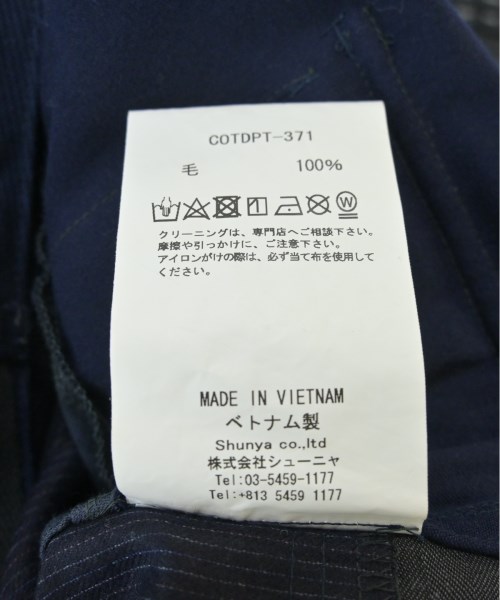 COTDPT-371
毛 100%
クリーニングは、専門店へご相談下さい。
摩擦や引っかけに、ご注意下さい。
アイロンがけの際は、必ず当て布を使用して
ください。
MADE IN VIETNAM
ベトナム製
Shunya co.,ltd
株式会社シューニャ
Tel:03-5459-1177
Tel:+813 5459 1177